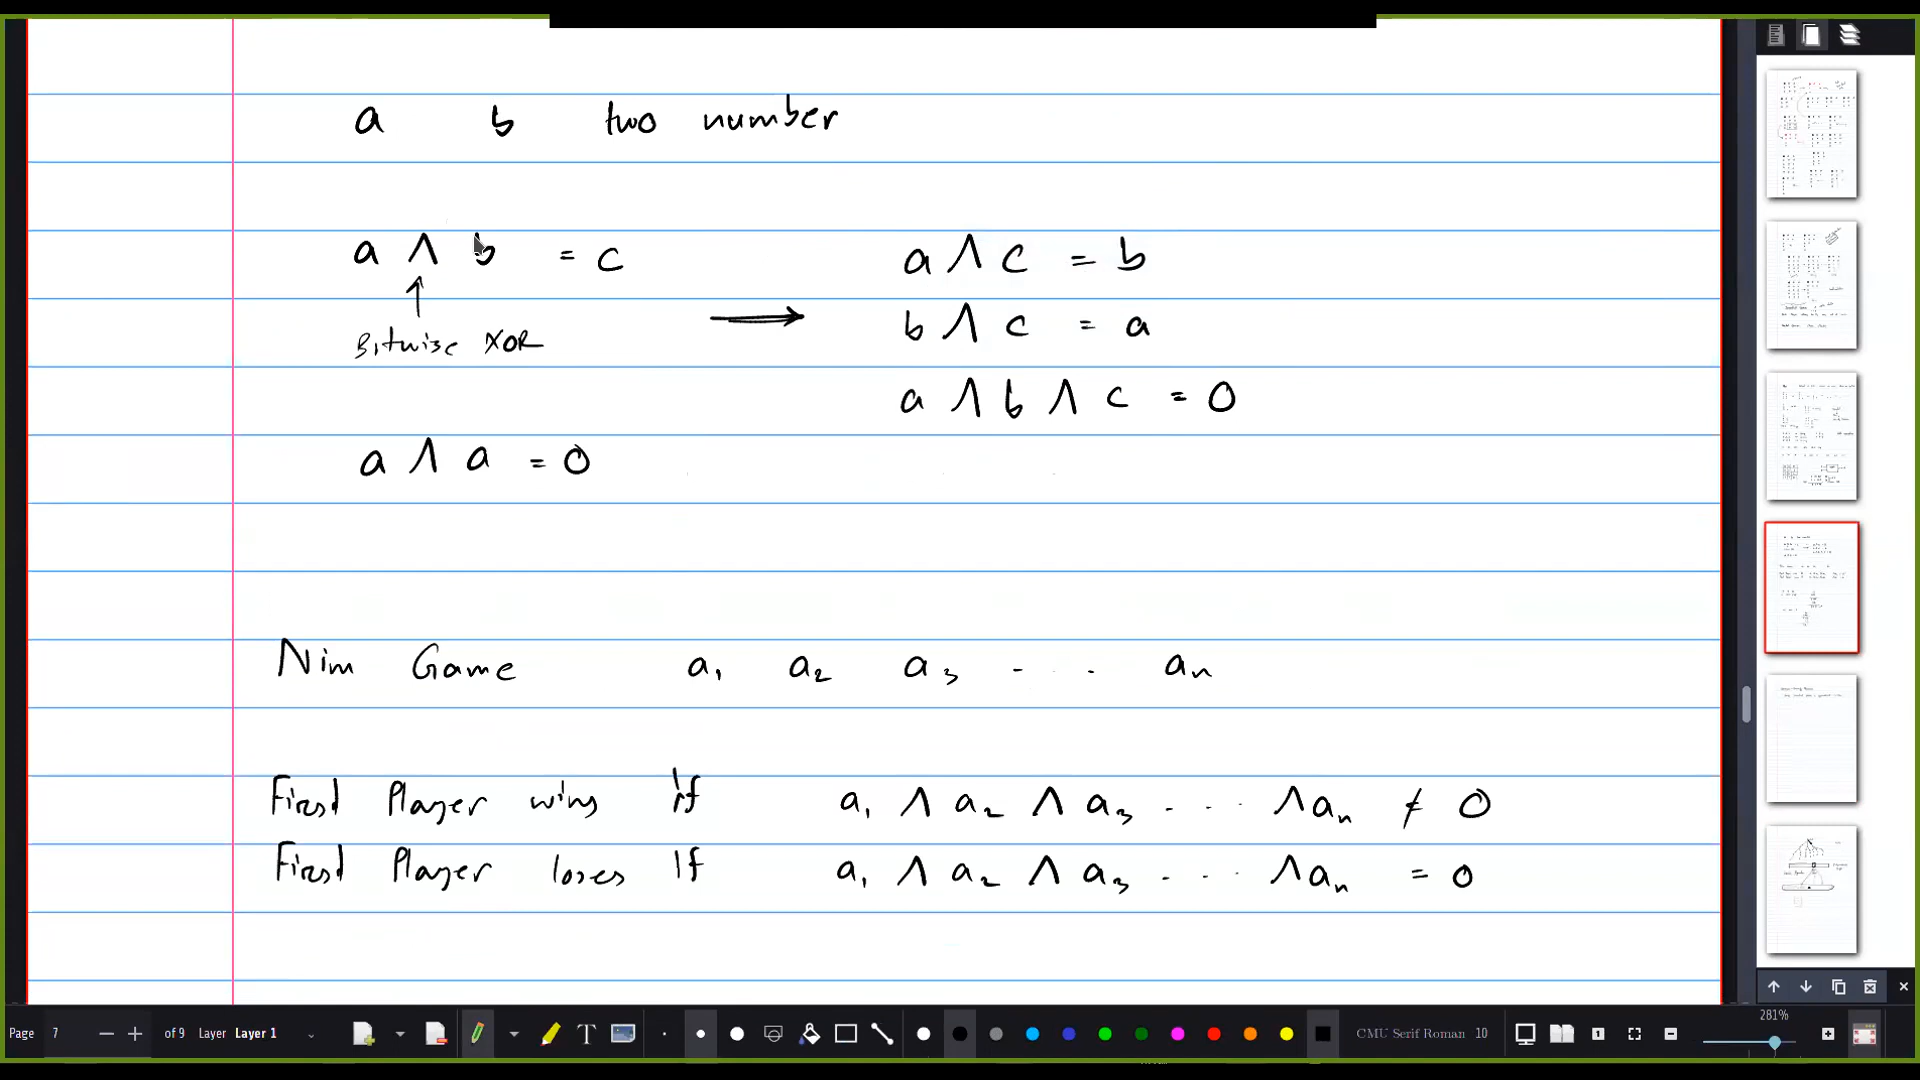 a b two number
a ∧ b = c
a ∧ c = b
↑
Bitwise XOR
→
b ∧ c = a
a ∧ b ∧ c = 0
a ∧ a = 0
Nim Game a₁ a₂ a₃ - . . aₙ
First Player wins if a₁ ∧ a₂ ∧ a₃ . . . ∧ aₙ ≠ 0
First Player loses If a₁ ∧ a₂ ∧ a₃ . . . ∧ aₙ = 0
Page 7 of 9 Layer Layer 1 T CMU Serif Roman 10
281%